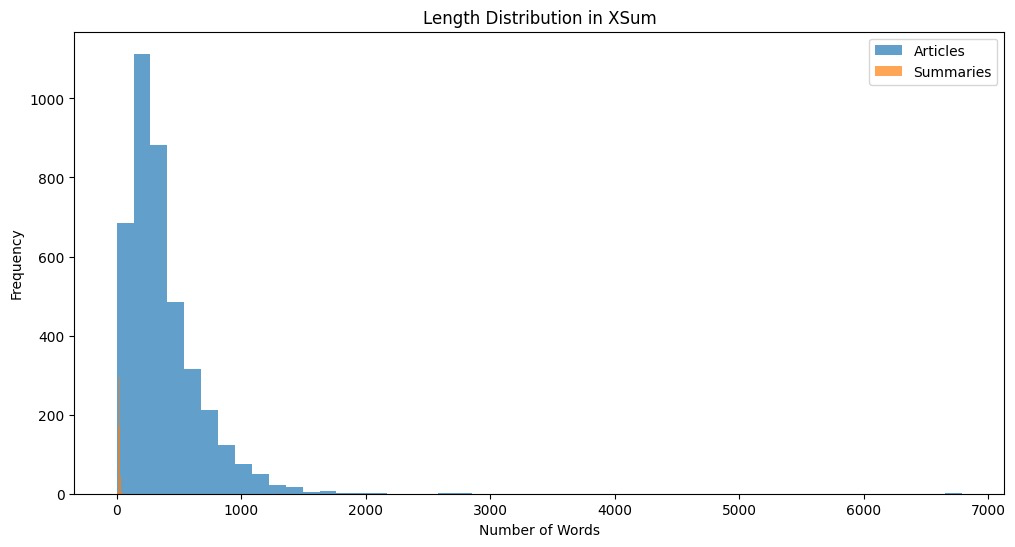 Length Distribution in XSum
Articles
Summaries
Frequency
1000
800
600
400
200
0
0 1000 2000 3000 4000 5000 6000 7000
Number of Words